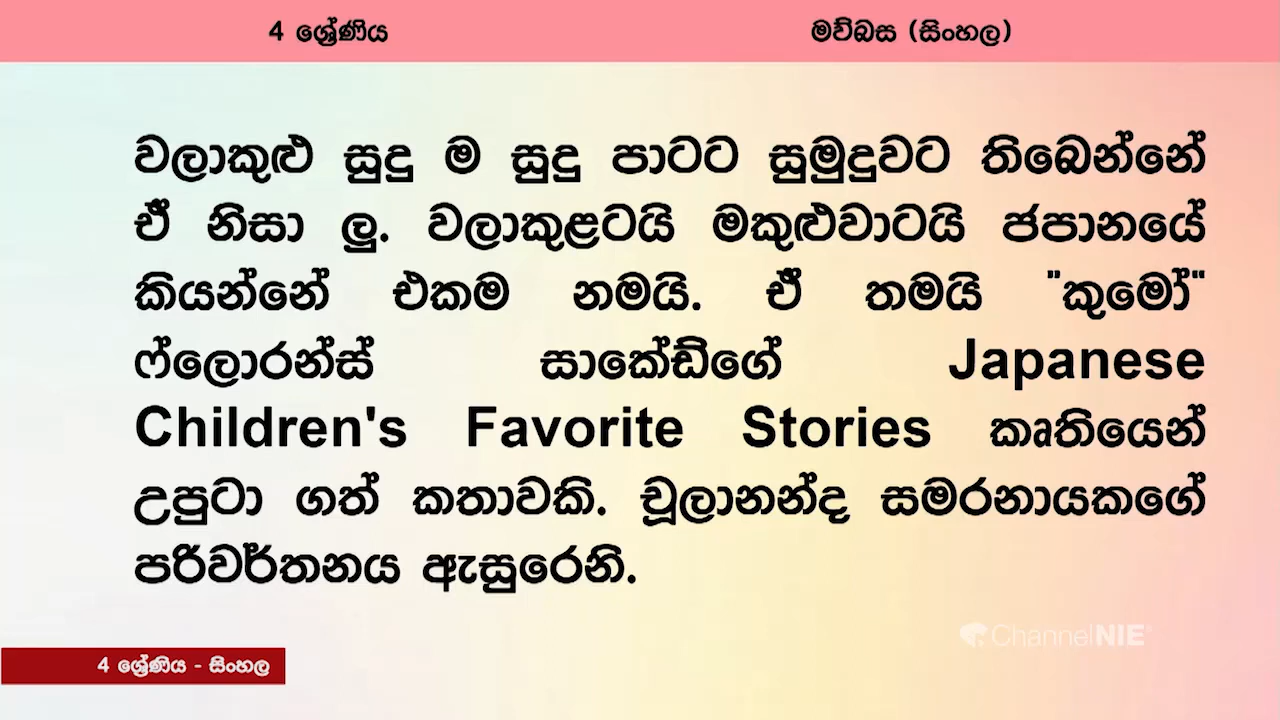 4 ශ්‍රේණිය
මව්බස (සිංහල)
වලාකුළු සුදු ම සුදු පාටට සුමුදුවට තිබෙන්නේ
ඒ නිසා ලු. වලාකුළටයි මකුළුවාටයි ජපානයේ
කියන්නේ එකම නමයි. ඒ තමයි "කුමෝ"
ෆ්ලොරන්ස් සාකේඩ්ගේ Japanese
Children's Favorite Stories කෘතියෙන්
උපුටා ගත් කතාවකි. චූලානන්ද සමරනායකගේ
පරිවර්තනය ඇසුරෙනි.
ChannelNIE
4 ශ්‍රේණිය - සිංහල